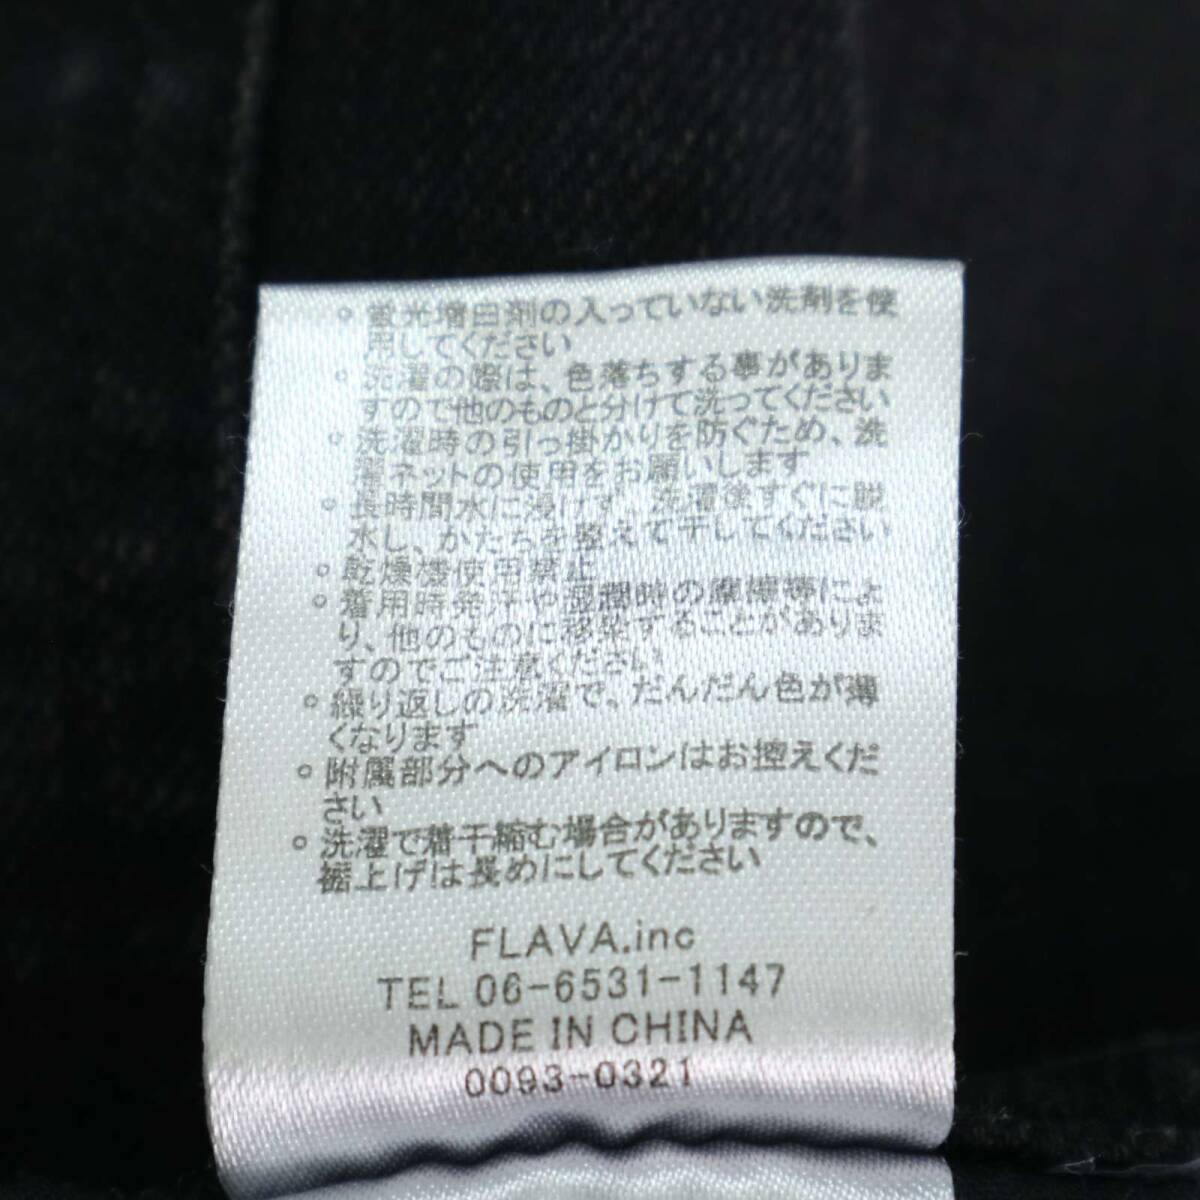 。蛍光増白剤の入っていない洗剤を使
用してください
。洗濯の際は、色落ちする事がありま
すので他のものと分けて洗ってください
。洗濯時の引っ掛かりを防ぐため、洗
濯ネットの使用をお願いします
。長時間水に浸けず、洗濯後すぐに脱
水し、かたちを整えて干してください
。乾燥機使用禁止
。着用時発汗や湿潤時の摩擦等によ
り、他のものに移染することがありま
すのでご注意ください
。繰り返しの洗濯で、だんだん色が薄
くなります
。附属部分へのアイロンはお控えくだ
さい
。洗濯で着干縮む場合がありますので、
裾上げは長めにしてください
FLAVA.inc
TEL 06-6531-1147
MADE IN CHINA
0093-0321